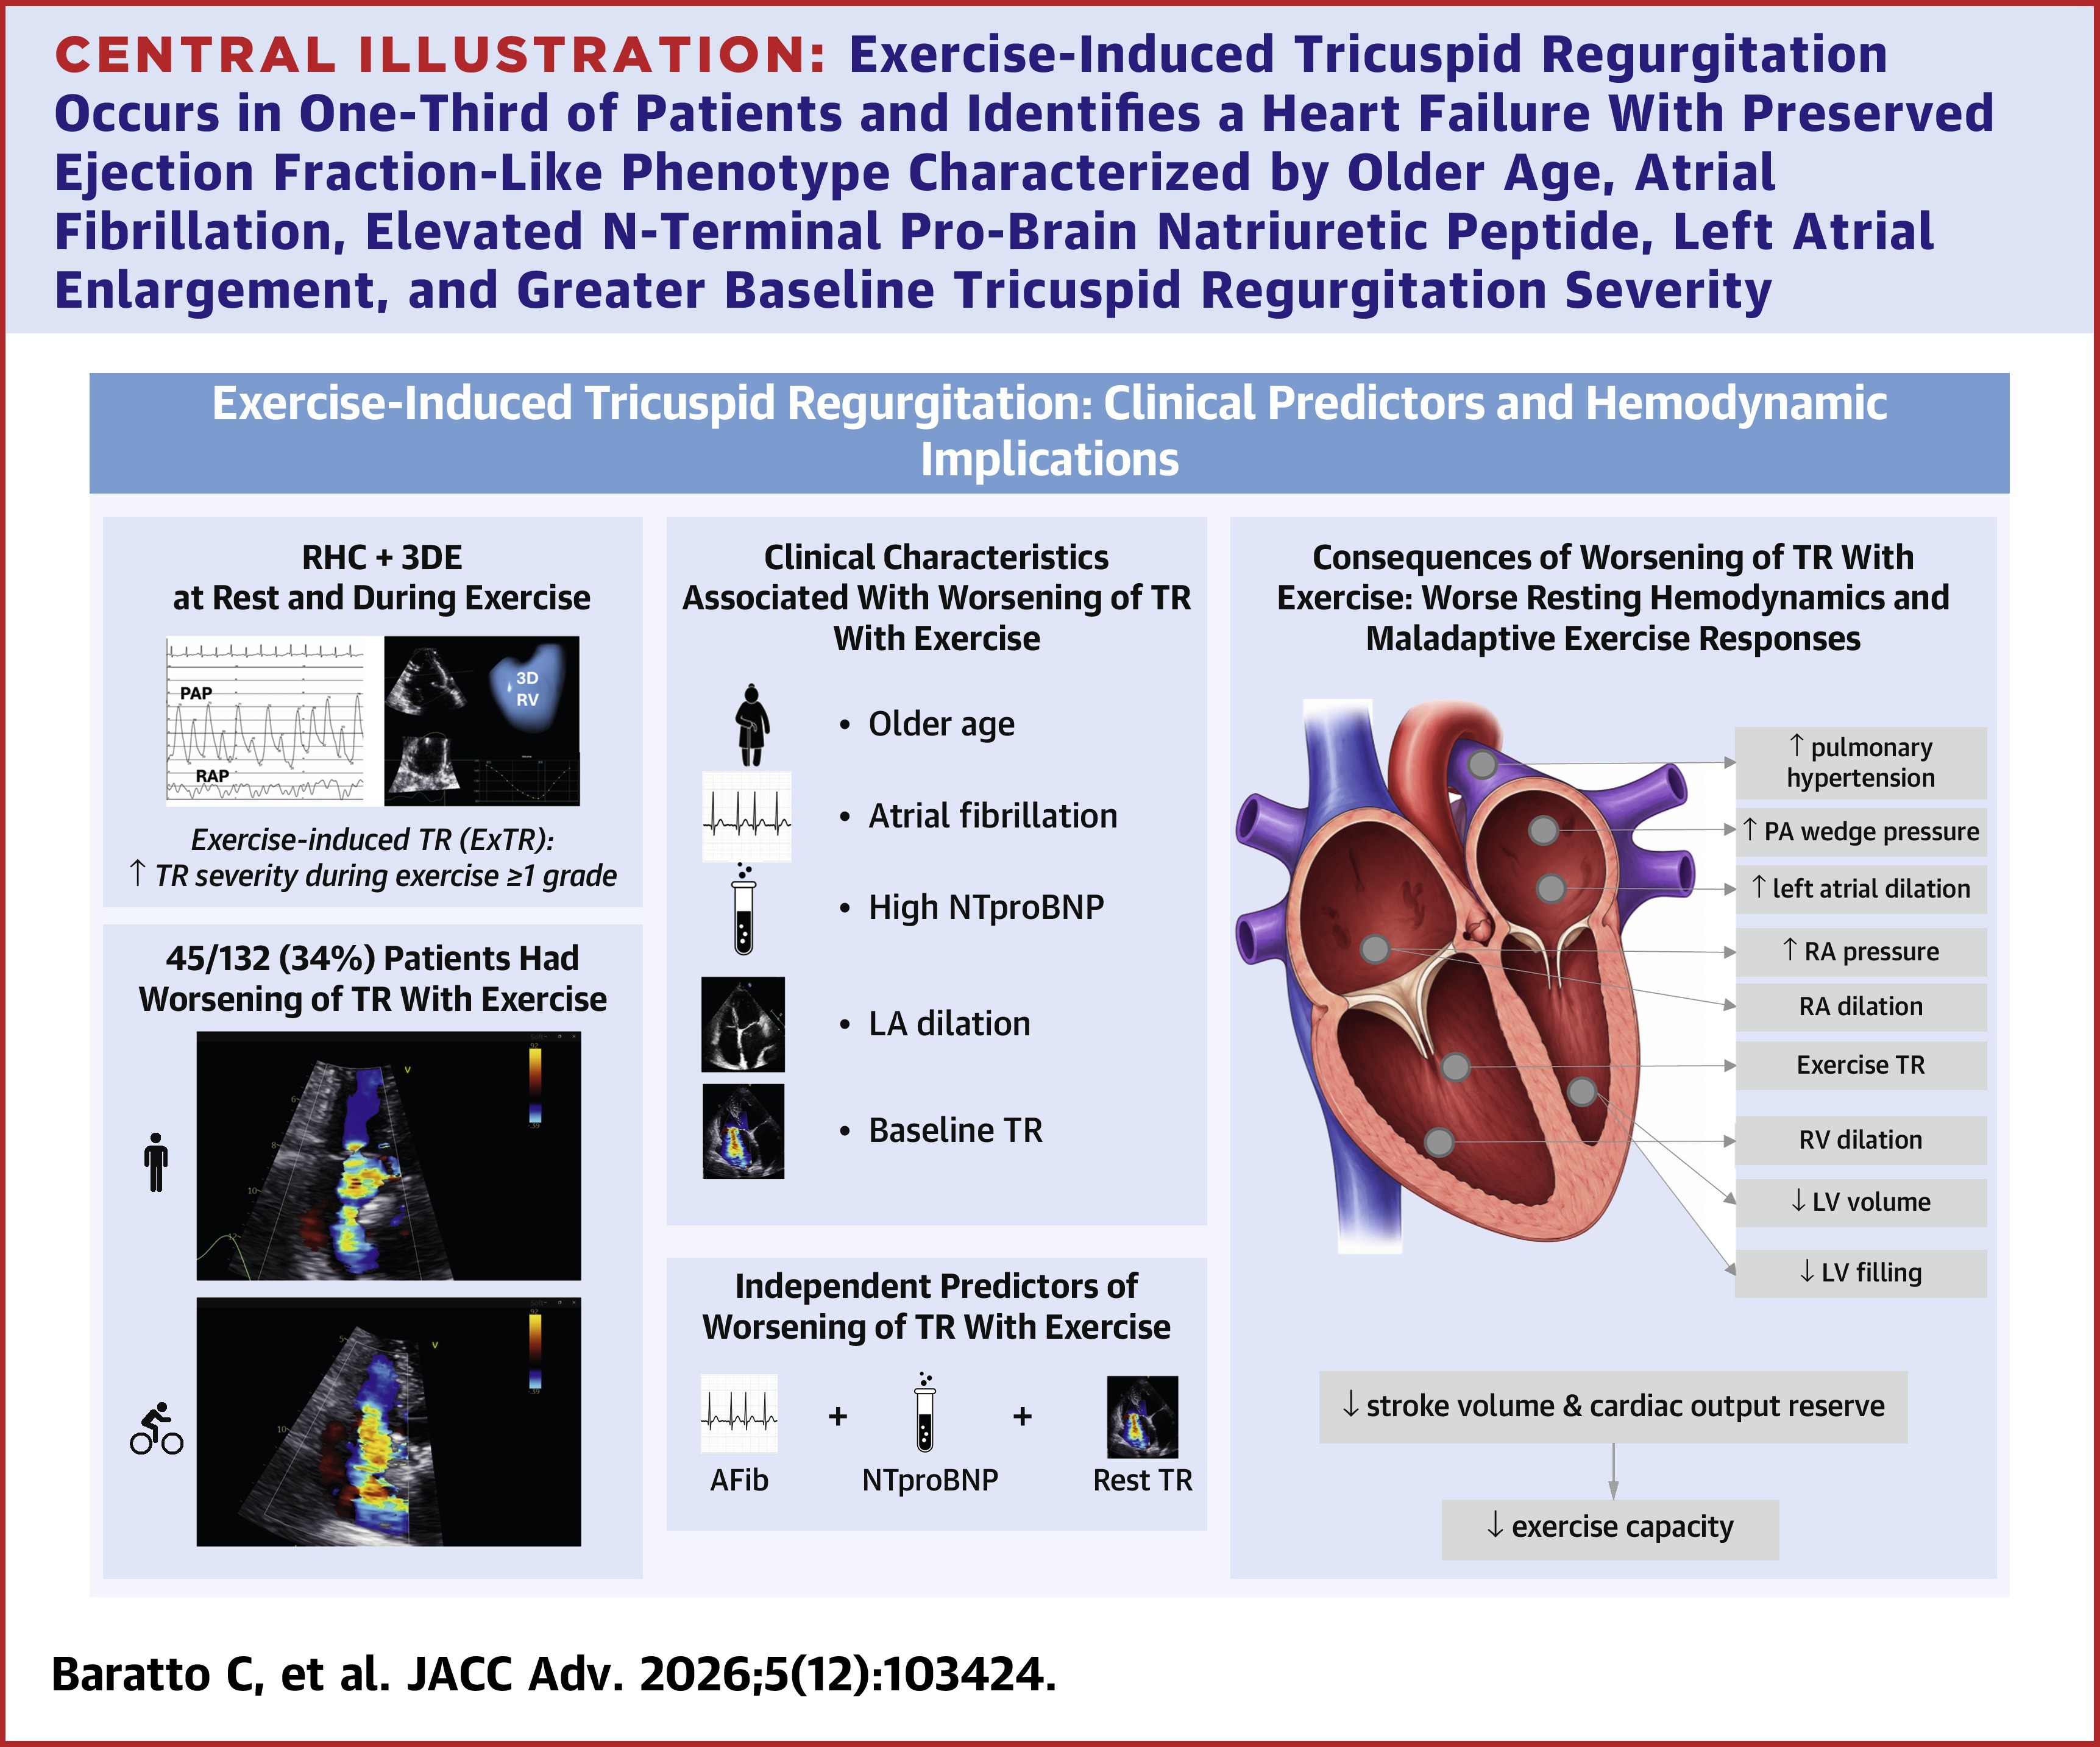 CENTRAL ILLUSTRATION: Exercise-Induced Tricuspid Regurgitation
Occurs in One-Third of Patients and Identifies a Heart Failure With Preserved
Ejection Fraction-Like Phenotype Characterized by Older Age, Atrial
Fibrillation, Elevated N-Terminal Pro-Brain Natriuretic Peptide, Left Atrial
Enlargement, and Greater Baseline Tricuspid Regurgitation Severity
Exercise-Induced Tricuspid Regurgitation: Clinical Predictors and Hemodynamic
Implications
RHC + 3DE
at Rest and During Exercise
PAP
RAP
3D
RV
Exercise-induced TR (ExTR):
↑ TR severity during exercise ≥1 grade
45/132 (34%) Patients Had
Worsening of TR With Exercise
Clinical Characteristics
Associated With Worsening of TR
With Exercise
• Older age
• Atrial fibrillation
• High NTproBNP
• LA dilation
• Baseline TR
Independent Predictors of
Worsening of TR With Exercise
+
+
AFib
NTproBNP
Rest TR
Consequences of Worsening of TR With
Exercise: Worse Resting Hemodynamics and
Maladaptive Exercise Responses
↑ pulmonary
hypertension
↑ PA wedge pressure
↑ left atrial dilation
↑ RA pressure
RA dilation
Exercise TR
RV dilation
↓ LV volume
↓ LV filling
↓ stroke volume & cardiac output reserve
↓ exercise capacity
Baratto C, et al. JACC Adv. 2026;5(12):103424.